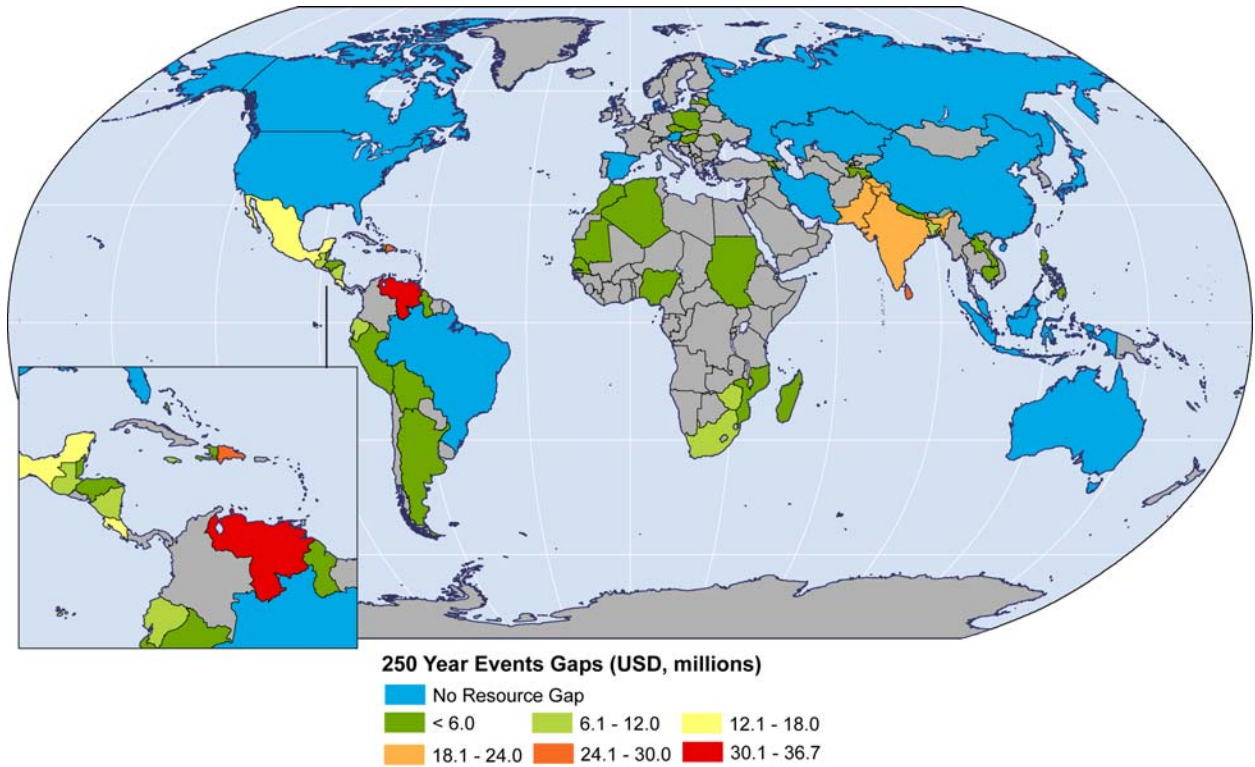 250 Year Events Gaps (USD, millions)
No Resource Gap
< 6.0 6.1 - 12.0 12.1 - 18.0
18.1 - 24.0 24.1 - 30.0 30.1 - 36.7